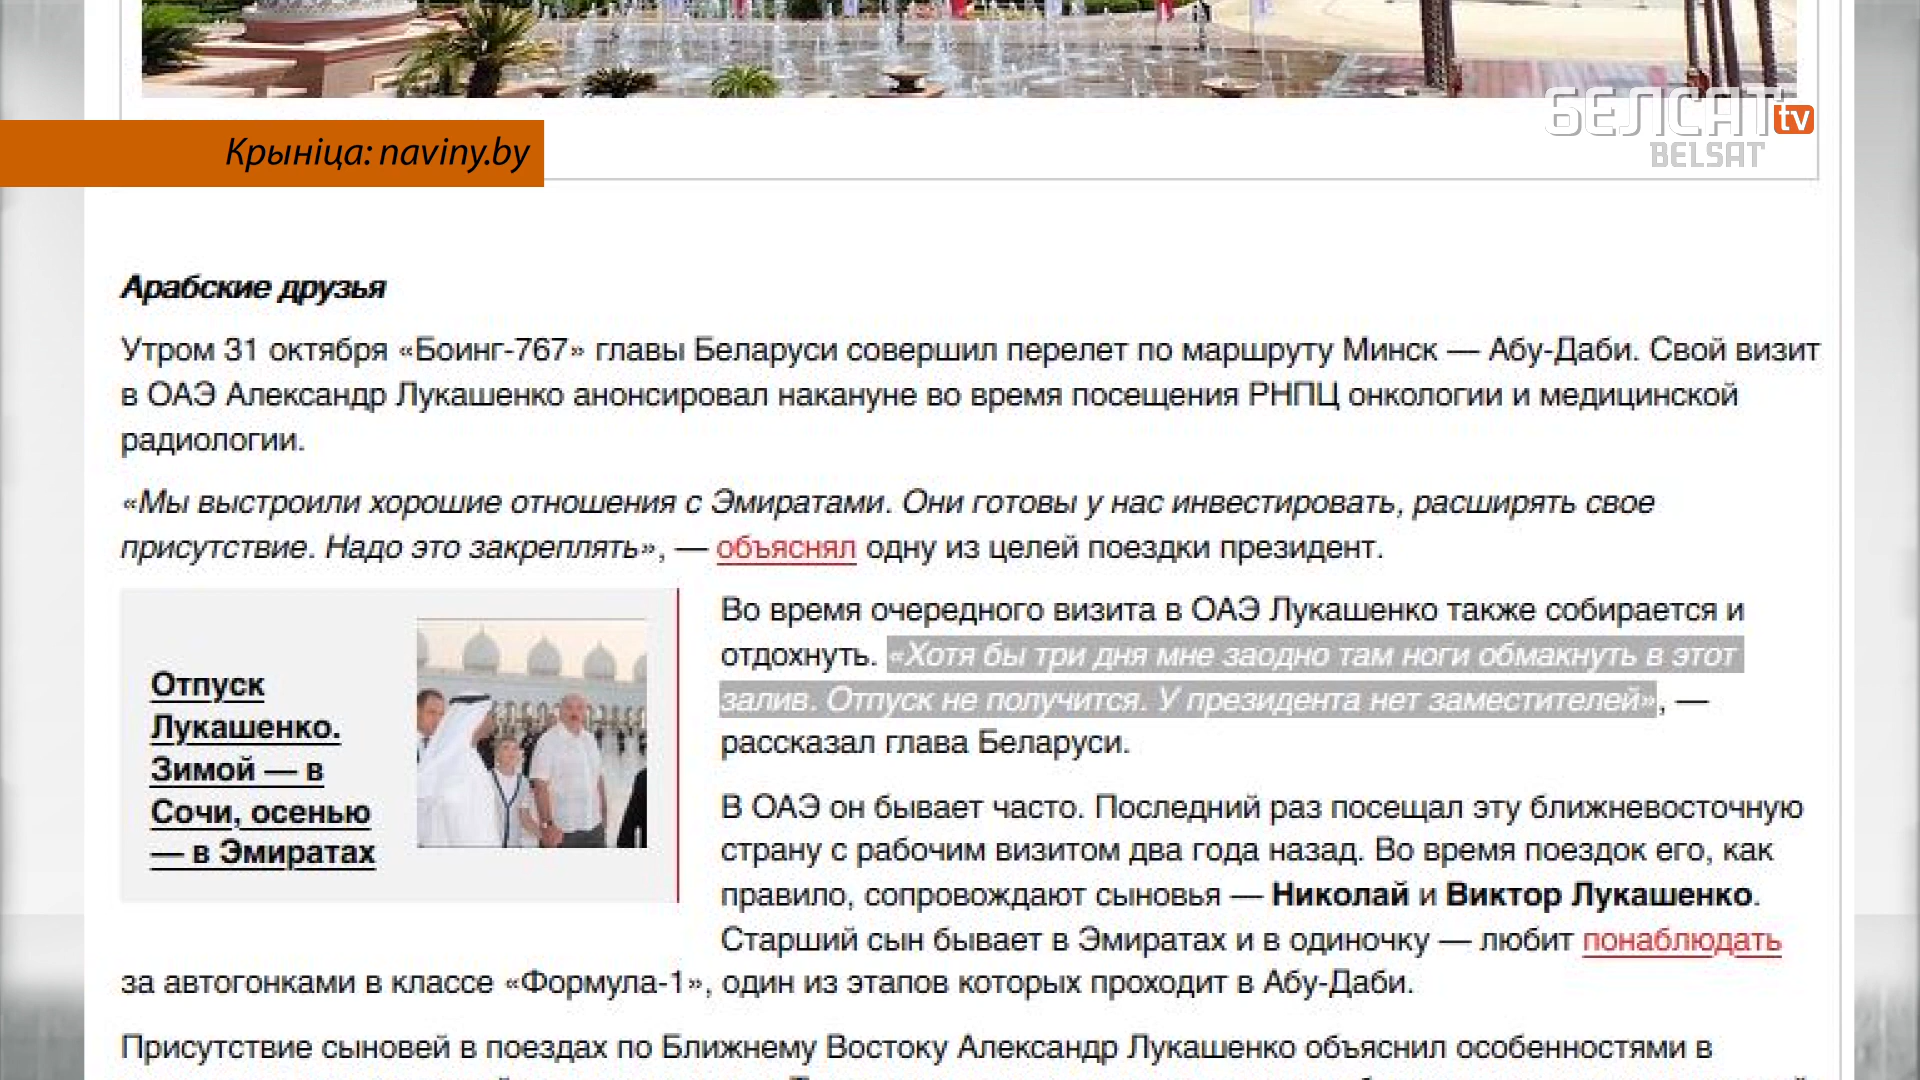 БЕЛСАТ tv
BELSAT
Крыніца: naviny.by
Арабские друзья
Утром 31 октября «Боинг-767» главы Беларуси совершил перелет по маршруту Минск — Абу-Даби. Свой визит
в ОАЭ Александр Лукашенко анонсировал накануне во время посещения РНПЦ онкологии и медицинской
радиологии.
«Мы выстроили хорошие отношения с Эмиратами. Они готовы у нас инвестировать, расширять свое
присутствие. Надо это закреплять», — объяснял одну из целей поездки президент.
Отпуск
Лукашенко.
Зимой — в
Сочи, осенью
— в Эмиратах
Во время очередного визита в ОАЭ Лукашенко также собирается и
отдохнуть. «Хотя бы три дня мне заодно там ноги обмакнуть в этот
залив. Отпуск не получится. У президента нет заместителей», —
рассказал глава Беларуси.
В ОАЭ он бывает часто. Последний раз посещал эту ближневосточную
страну с рабочим визитом два года назад. Во время поездок его, как
правило, сопровождают сыновья — Николай и Виктор Лукашенко.
Старший сын бывает в Эмиратах и в одиночку — любит понаблюдать
за автогонками в классе «Формула-1», один из этапов которых проходит в Абу-Даби.
Присутствие сыновей в поездах по Ближнему Востоку Александр Лукашенко объяснил особенностями в